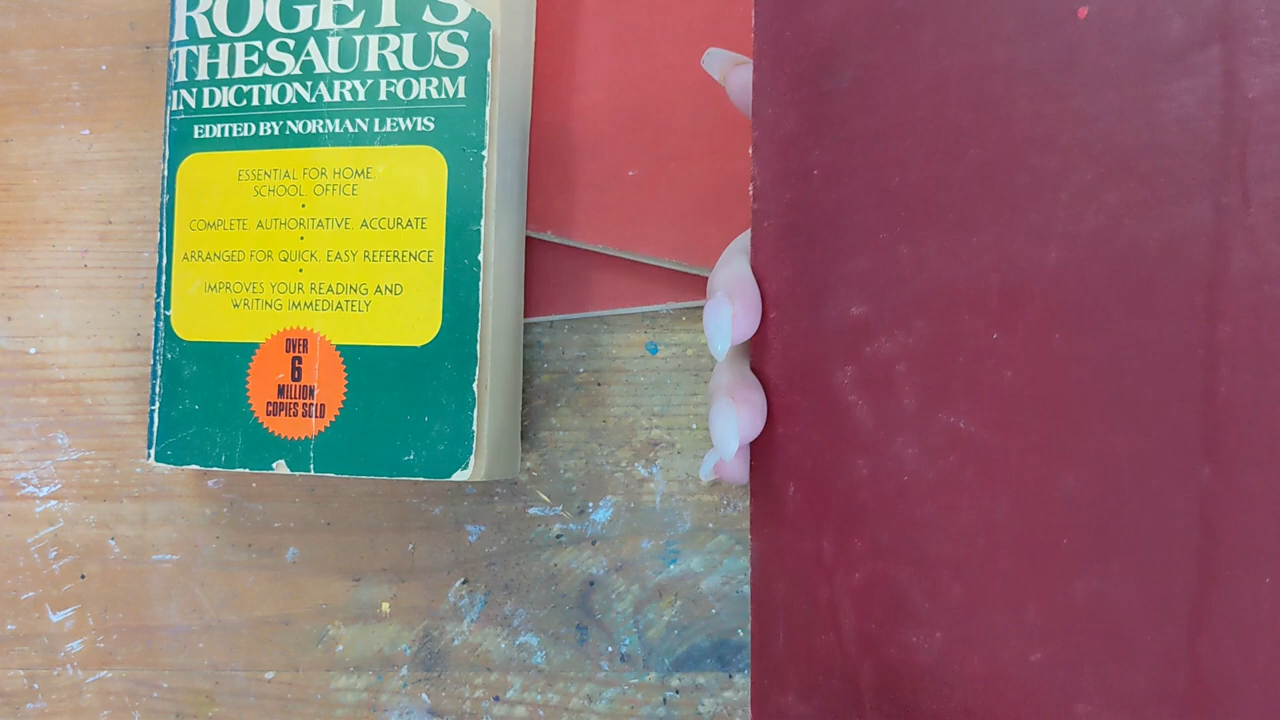 ROGET'S
THESAURUS
IN DICTIONARY FORM
EDITED BY NORMAN LEWIS
ESSENTIAL FOR HOME,
SCHOOL, OFFICE
•
COMPLETE, AUTHORITATIVE, ACCURATE
•
ARRANGED FOR QUICK, EASY REFERENCE
•
IMPROVES YOUR READING AND
WRITING IMMEDIATELY
OVER
6
MILLION
COPIES SOLD